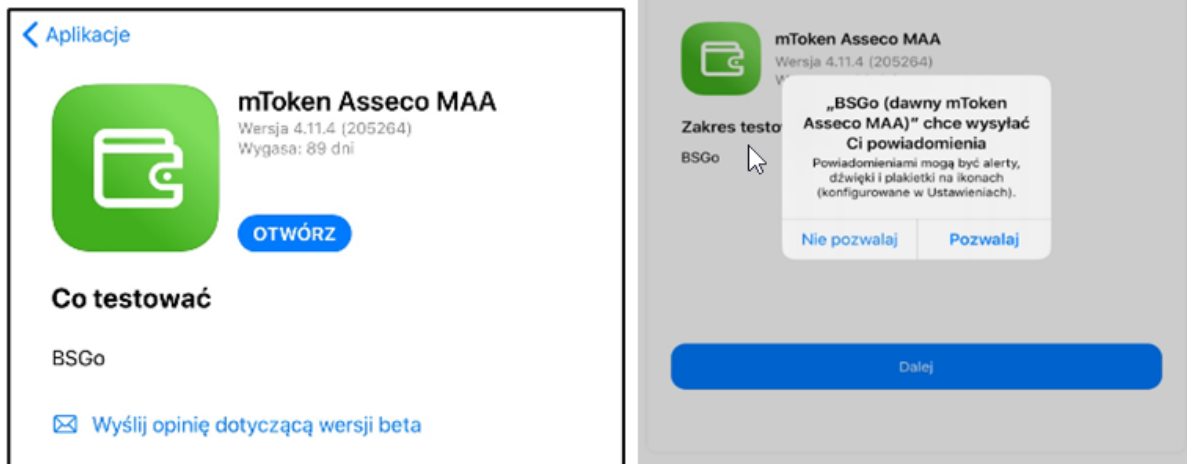 Aplikacje
mToken Asseco MAA
Wersja 4.11.4 (205264)
Wygasa: 89 dni
OTWÓRZ
Co testować
BSGo
Wyślij opinię dotyczącą wersji beta
mToken Asseco MAA
Wersja 4.11.4 (205264)
Zakres testo
BSGo
„BSGo (dawny mToken
Asseco MAA)” chce wysyłać
Ci powiadomienia
Powiadomieniami mogą być alerty,
dźwięki i plakietki na ikonach
(konfigurowane w Ustawieniach).
Nie pozwalaj
Pozwalaj
Dalej